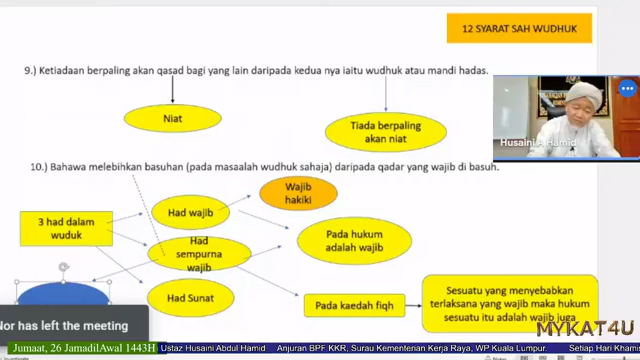 12 SYARAT SAH WUDHUK
9.) Ketiadaan berpaling akan qasad bagi yang lain daripada kedua nya iaitu wudhuk atau mandi hadas.
Niat
Tiada berpaling
akan niat
Husaini A Hamid
10.) Bahawa melebihkan basuhan (pada masaalah wudhuk sahaja) daripada qadar yang wajib di basuh.
3 had dalam
wuduk
Had wajib
Wajib
hakiki
Had
sempurna
wajib
Pada hukum
adalah wajib
Had Sunat
Pada kaedah fiqh
Sesuatu yang menyebabkan
terlaksana yang wajib maka hukum
sesuatu itu adalah wajib juga
Nor has left the meeting
MYKAT4U
Jumaat, 26 JamadilAwal 1443H
Ustaz Husaini Abdul Hamid
Anjuran BPF KKR, Surau Kementerian Kerja Raya, WP Kuala Lumpur.
Setiap Hari Khami